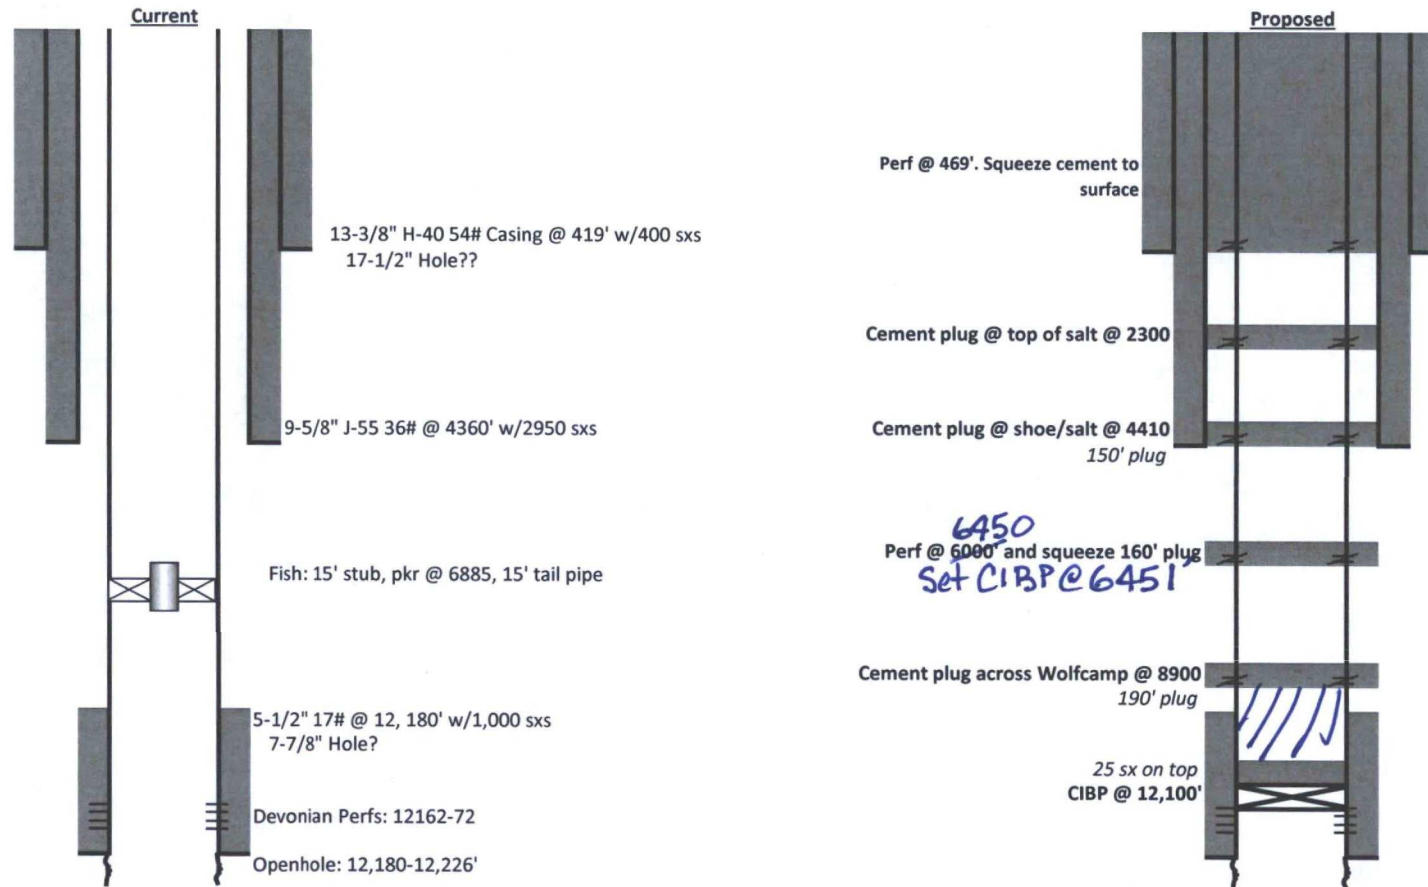 Current
13-3/8" H-40 54# Casing @ 419' w/400 sxs
17-1/2" Hole??
9-5/8" J-55 36# @ 4360' w/2950 sxs
Fish: 15' stub, pkr @ 6885, 15' tail pipe
5-1/2" 17# @ 12, 180' w/1,000 sxs
7-7/8" Hole?
Devonian Perfs: 12162-72
Openhole: 12,180-12,226'
Proposed
Perf @ 469'. Squeeze cement to
surface
Cement plug @ top of salt @ 2300
Cement plug @ shoe/salt @ 4410
150' plug
6450
Perf @ 6000' and squeeze 160' plug
Set CIBP @ 6451'
Cement plug across Wolfcamp @ 8900
190' plug
25 sx on top
CIBP @ 12,100'